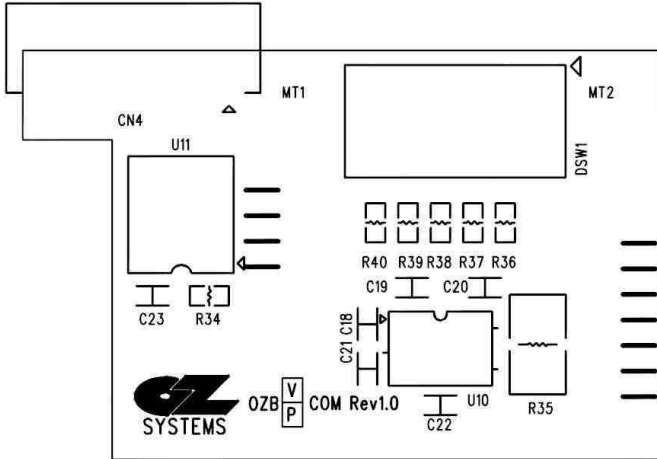 MT1
MT2
CN4
U11
DSW1
R40 R39 R38 R37 R36
C19
C20
C23
R34
C18
C21
U10
C22
R35
OZ
SYSTEMS
OZB V P COM Rev1.0